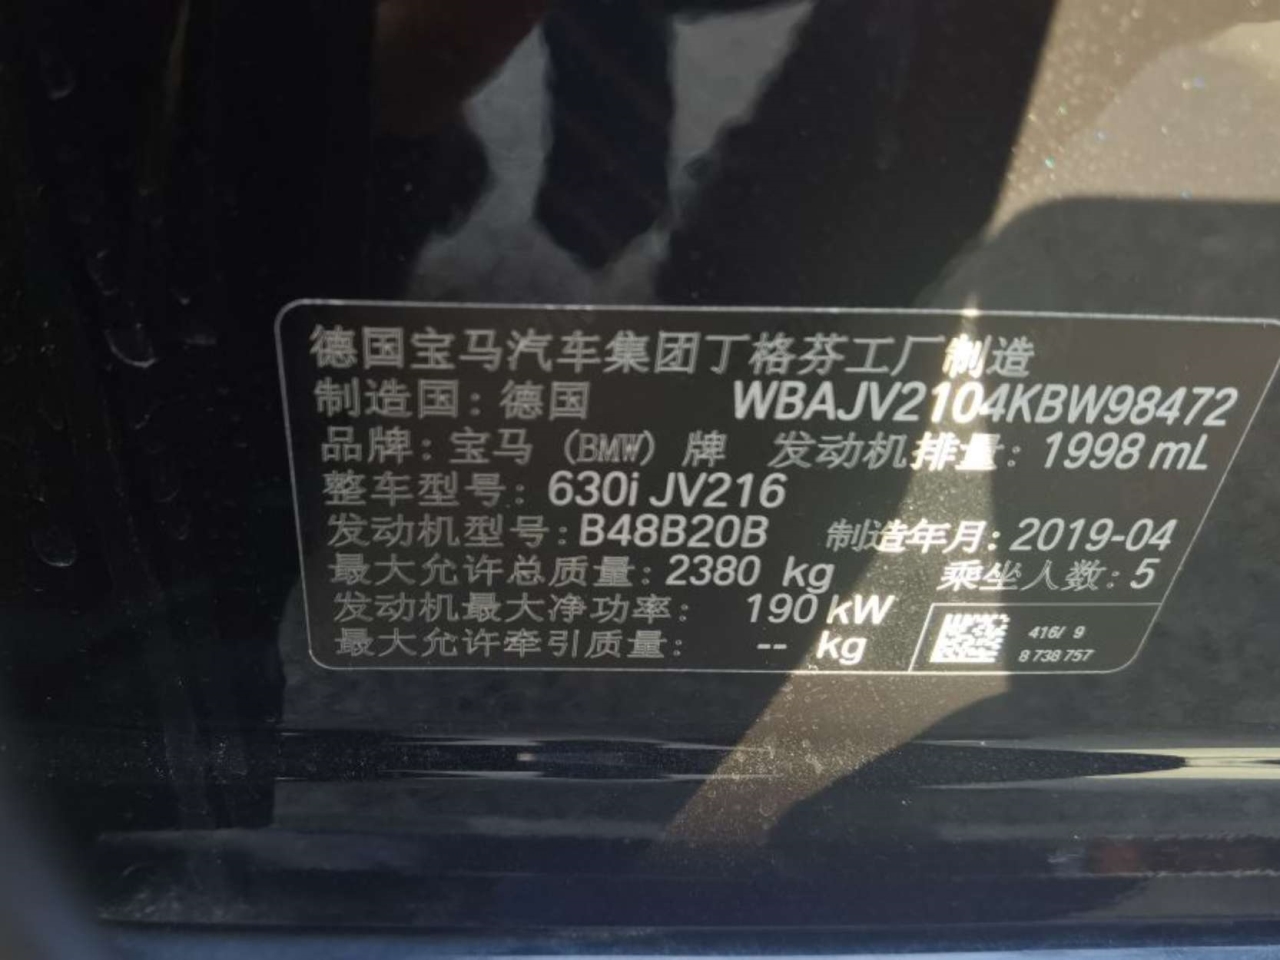 德国宝马汽车集团丁格芬工厂制造
制造国：德国 WBAJV2104KBW98472
品牌：宝马（BMW）牌 发动机排量：1998 mL
整车型号：630i JV216
发动机型号：B48B20B 制造年月：2019-04
最大允许总质量：2380 kg 乘坐人数：5
发动机最大净功率： 190 kW
最大允许牵引质量： -- kg
416/ 9
8 738 757